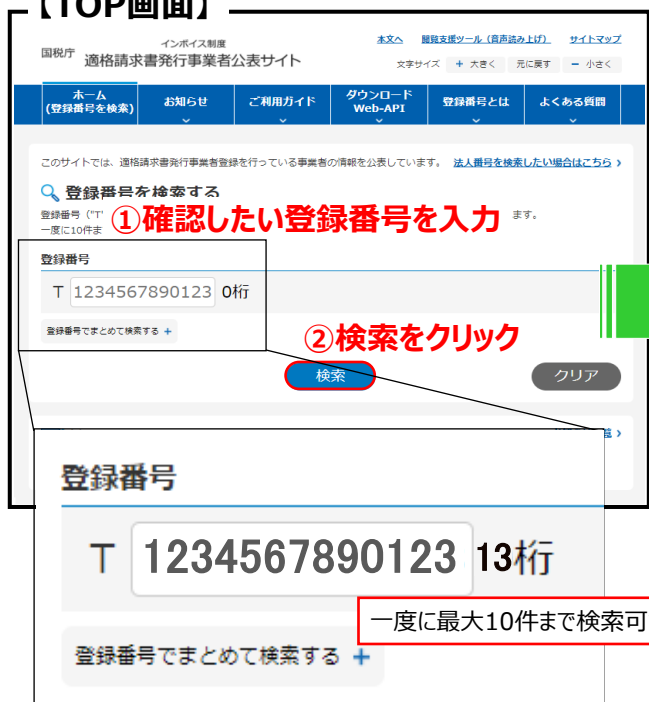 【TOP画面】
本文へ 閲覧支援ツール（音声読み上げ） サイトマップ
国税庁 インボイス制度
適格請求書発行事業者公表サイト
文字サイズ + 大きく 元に戻す − 小さく
ホーム
(登録番号を検索)
お知らせ
ご利用ガイド
ダウンロード
Web-API
登録番号とは
よくある質問
このサイトでは、適格請求書発行事業者登録を行っている事業者の情報を公表しています。 法人番号を検索したい場合はこちら ›
登録番号を検索する
登録番号（"T" ます。
一度に10件ま
①確認したい登録番号を入力
登録番号
T 1234567890123 0桁
登録番号でまとめて検索する +
②検索をクリック
検索
クリア
登録番号
T 1234567890123 13桁
一度に最大10件まで検索可
登録番号でまとめて検索する +